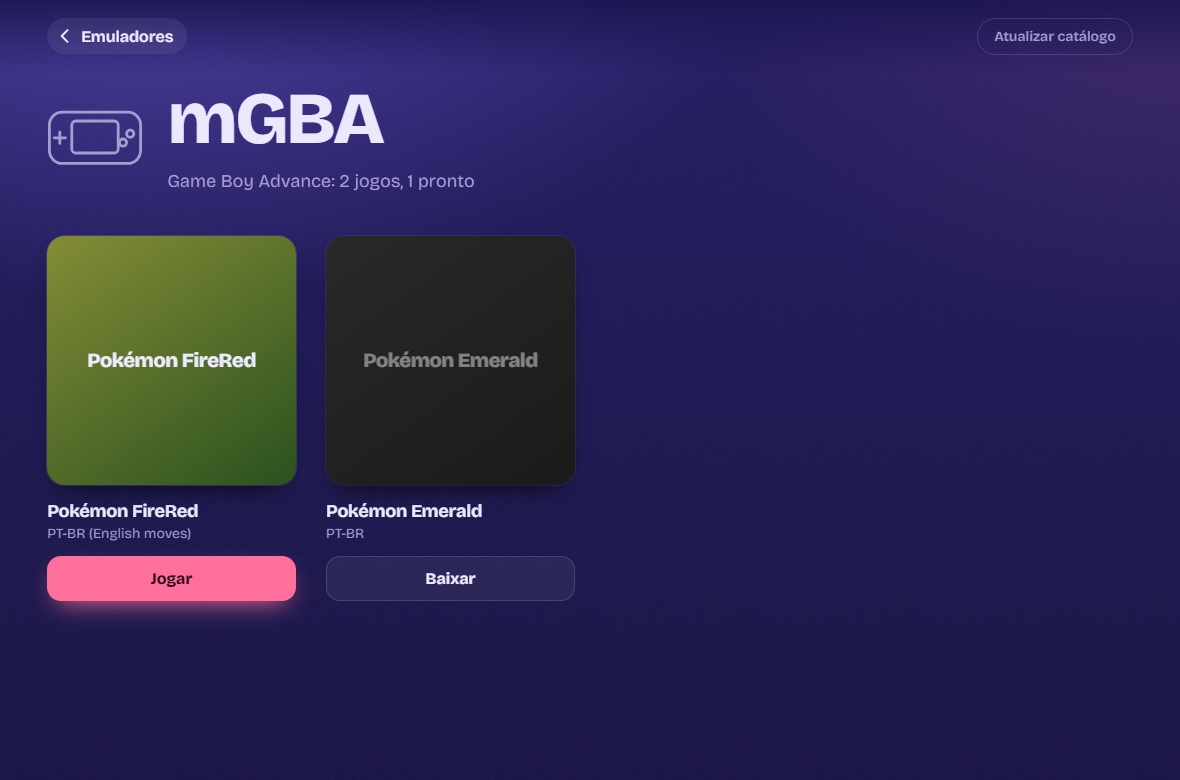 Emuladores
Atualizar catálogo
mGBA
Game Boy Advance: 2 jogos, 1 pronto
Pokémon FireRed
Pokémon Emerald
Pokémon FireRed
PT-BR (English moves)
Jogar
Pokémon Emerald
PT-BR
Baixar